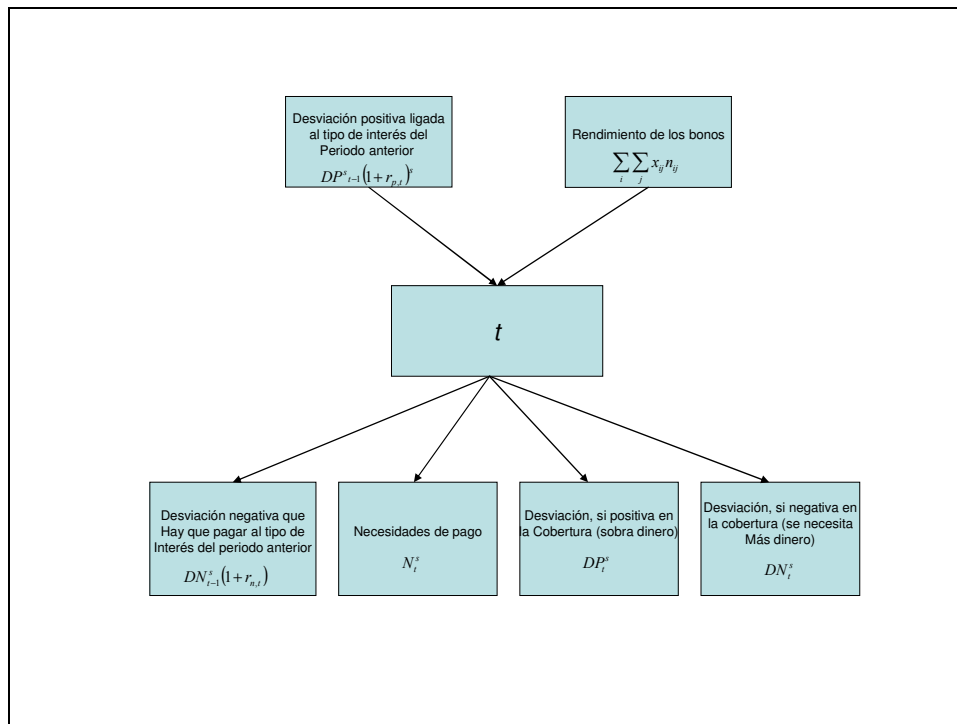 Desviación positiva ligada
al tipo de interés del
Periodo anterior
DP^s_{t-1}(1+r_{p,t})^s
Rendimiento de los bonos
∑_i ∑_j x_{ij} n_{ij}
t
Desviación negativa que
Hay que pagar al tipo de
Interés del periodo anterior
DN^s_{t-1}(1+r_{n,t})
Necesidades de pago
N^s_t
Desviación, si positiva en
la Cobertura (sobra dinero)
DP^s_t
Desviación, si negativa en
la cobertura (se necesita
Más dinero)
DN^s_t